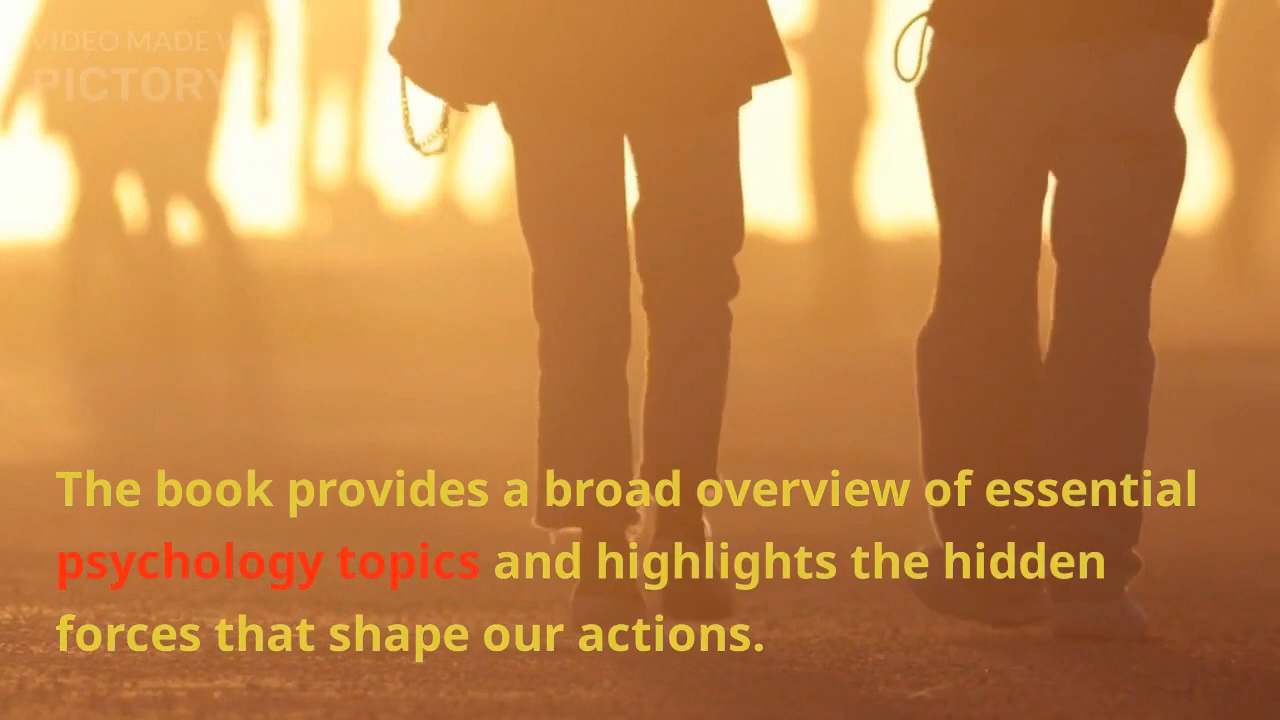 VIDEO MADE W
PICTORY
The book provides a broad overview of essential
psychology topics and highlights the hidden
forces that shape our actions.